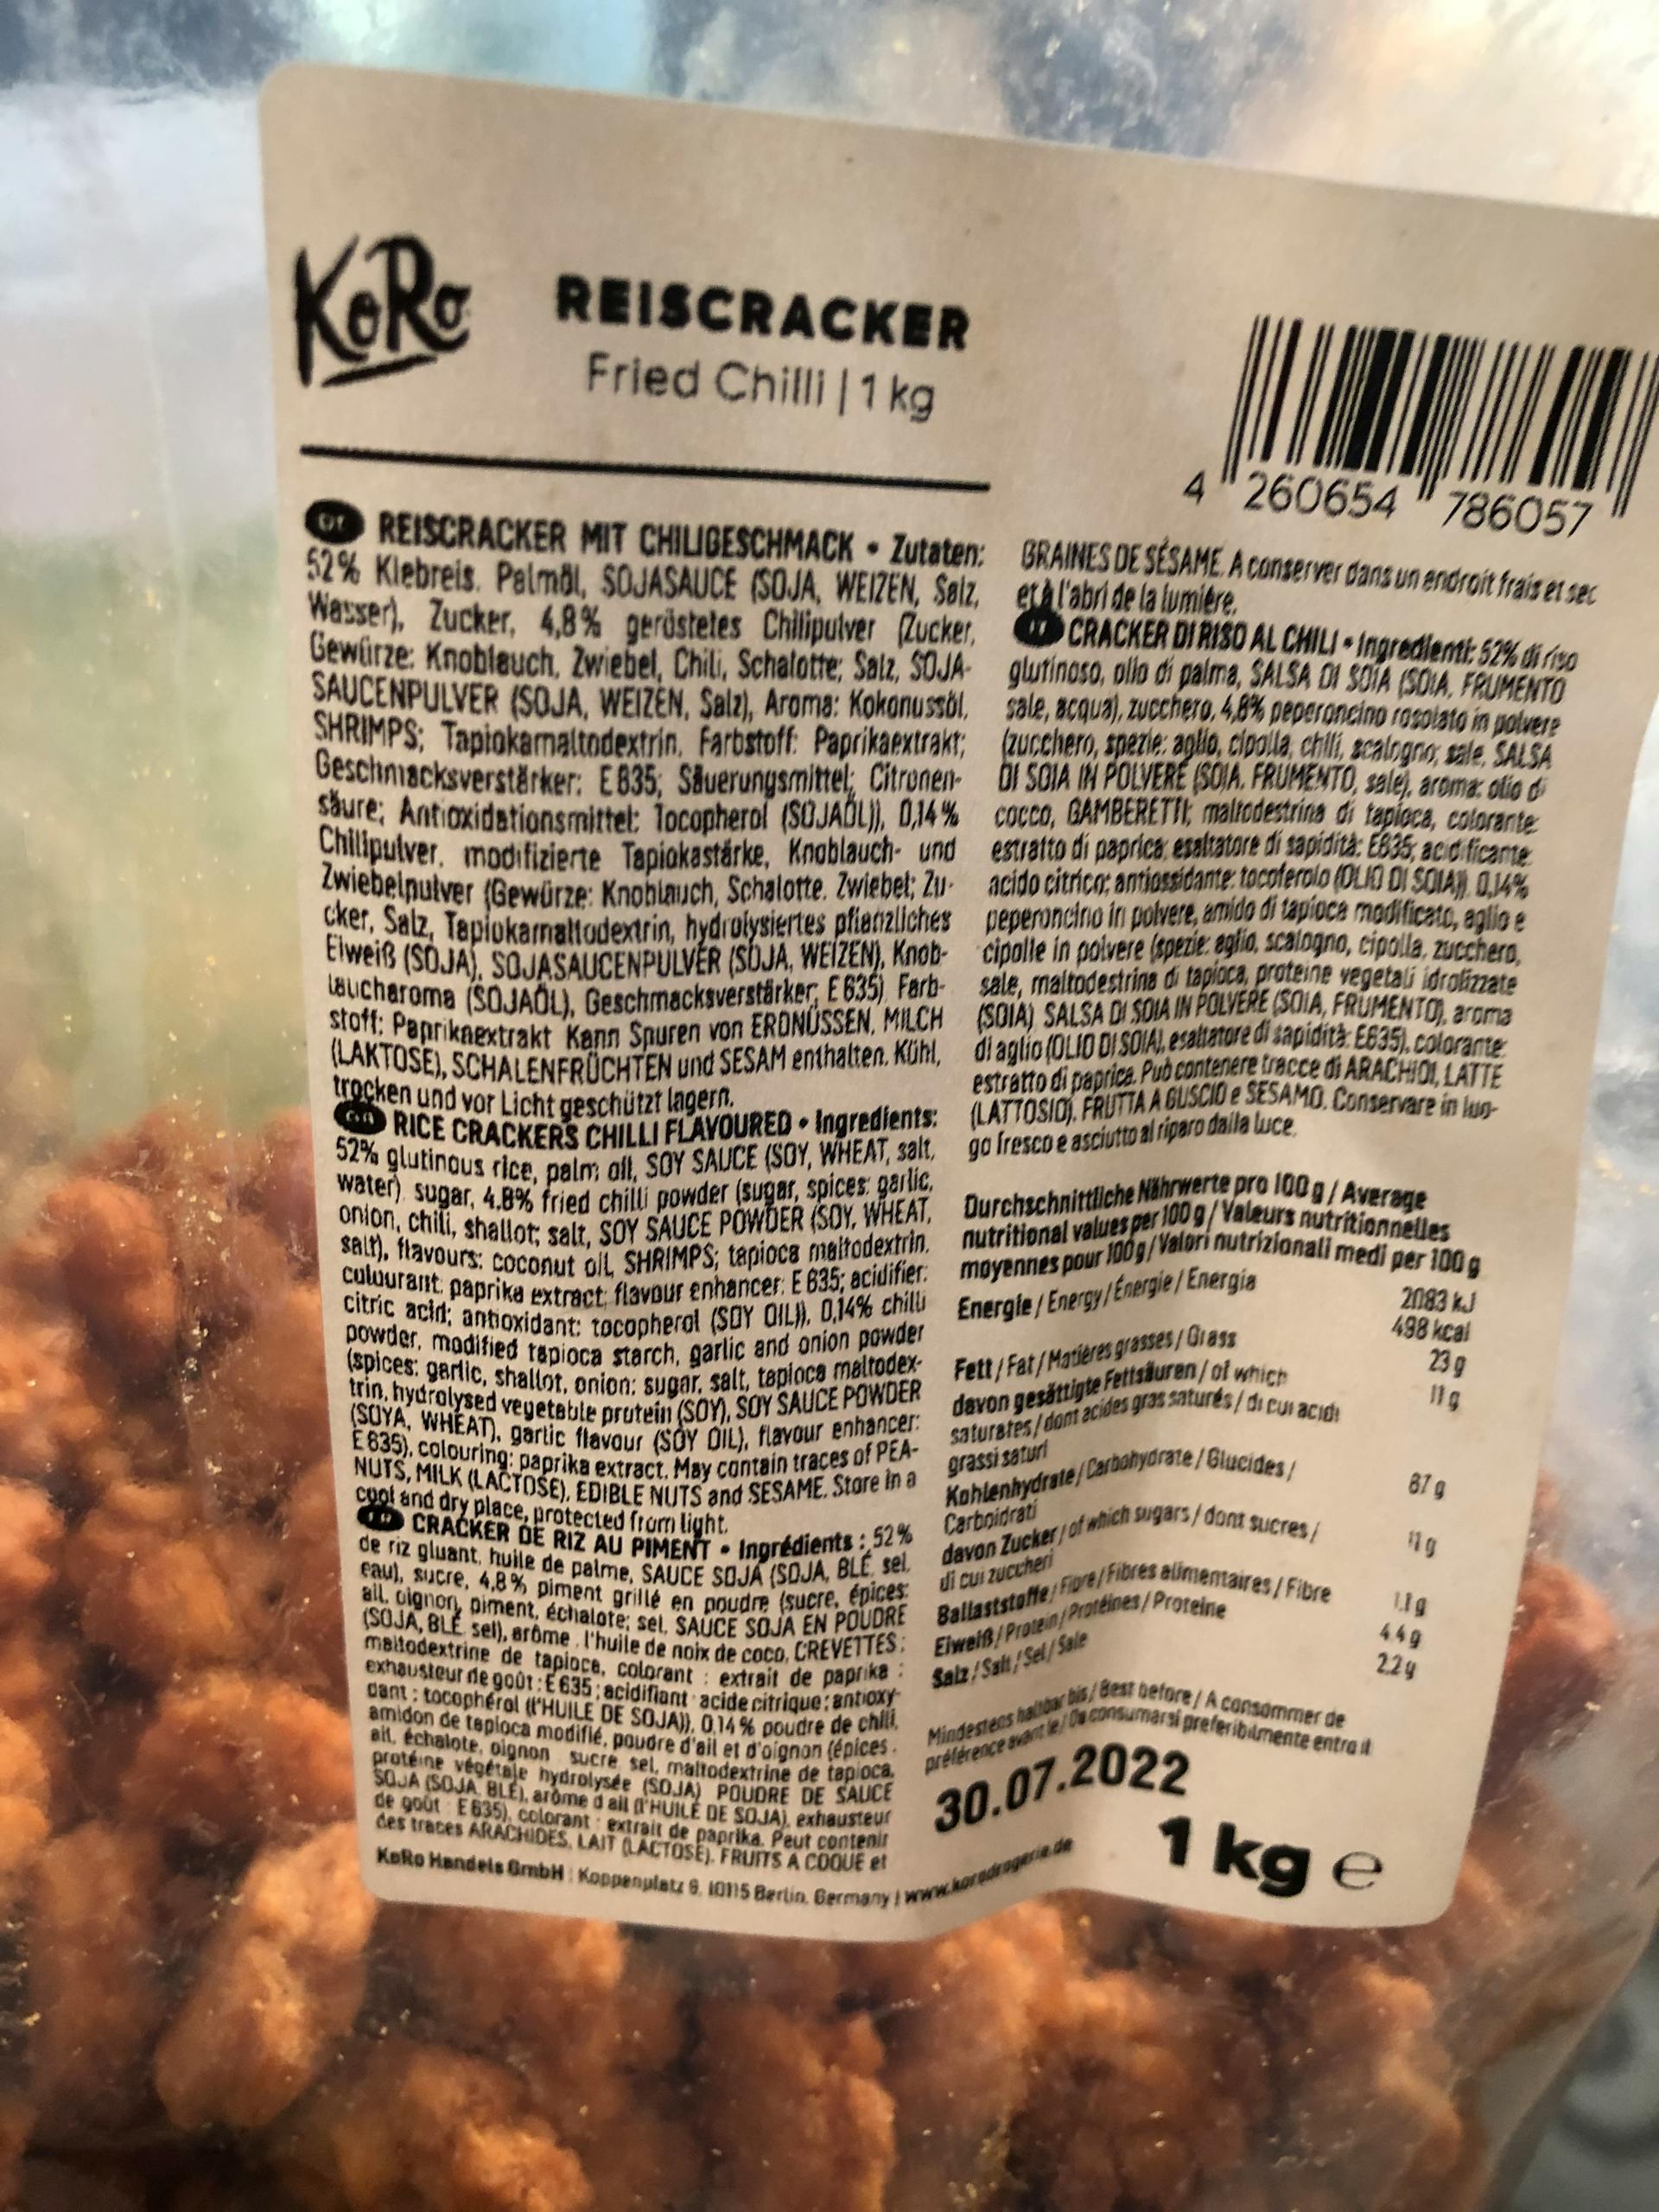 KoRo
REISCRACKER
Fried Chilli | 1 kg
REISCRACKER MIT CHILIGESCHMACK • Zutaten:
52% Klebreis, Palmöl, SOJASAUCE (SOJA, WEIZEN, Salz,
Wasser), Zucker, 4,8% geröstetes Chilipulver (Zucker,
Gewürze: Knoblauch, Zwiebel, Chili, Schalotte; Salz, SOJA-
SAUCENPULVER (SOJA, WEIZEN, Salz), Aroma: Kokonussöl,
SHRIMPS; Tapiokamaltodextrin, Farbstoff: Paprikaextrakt;
Geschmacksverstärker: E635; Säuerungsmittel; Citronen-
säure; Antioxidationsmittel: Tocopherol (SOJAÖL)), 0,14%
Chilipulver, modifizierte Tapiokastärke, Knoblauch- und
Zwiebelpulver (Gewürze: Knoblauch, Schalotte, Zwiebel; Zu-
cker, Salz, Tapiokamaltodextrin, hydrolysiertes pflanzliches
Eiweiß (SOJA), SOJASAUCENPULVER (SOJA, WEIZEN), Knob-
laucharoma (SOJAÖL), Geschmacksverstärker; E635) Farb-
stoff: Paprikaextrakt Kann Spuren von ERDNÜSSEN, MILCH
(LAKTOSE), SCHALENFRÜCHTEN und SESAM enthalten. Kühl,
trocken und vor Licht geschützt lagern.
RICE CRACKERS CHILLI FLAVOURED • Ingredients:
52% glutinous rice, palm oil, SOY SAUCE (SOY, WHEAT, salt,
water), sugar, 4.8% fried chilli powder (sugar, spices: garlic,
onion, chili, shallot; salt, SOY SAUCE POWDER (SOY, WHEAT,
salt), flavours: coconut oil, SHRIMPS; tapioca maltodextrin,
colourant: paprika extract; flavour enhancer: E635; acidifier:
citric acid; antioxidant: tocopherol (SOY OIL)), 0,14% chilli
powder, modified tapioca starch, garlic and onion powder
(spices: garlic, shallot, onion; sugar, salt, tapioca maltodex-
trin, hydrolysed vegetable protein (SOY), SOY SAUCE POWDER
(SOYA, WHEAT), garlic flavour (SOY OIL), flavour enhancer:
E635), colouring: paprika extract. May contain traces of PEA-
NUTS, MILK (LACTOSE), EDIBLE NUTS and SESAME. Store in a
cool and dry place, protected from light.
CRACKER DE RIZ AU PIMENT • Ingrédients : 52%
de riz gluant, huile de palme, SAUCE SOJA (SOJA, BLÉ, sel,
eau), sucre, 4,8% piment grillé en poudre (sucre, épices:
ail, oignon, piment, échalote; sel, SAUCE SOJA EN POUDRE
(SOJA, BLÉ, sel), arôme : l'huile de noix de coco, CREVETTES ;
maltodextrine de tapioca, colorant : extrait de paprika ;
exhausteur de goût : E635 ; acidifiant acide citrique ; antioxy-
dant : tocophérol (l'HUILE DE SOJA)), 0,14% poudre de chili,
amidon de tapioca modifié, poudre d'ail et d'oignon (épices :
ail, échalote, oignon sucre sel, maltodextrine de tapioca,
protéine végétale hydrolysée (SOJA) POUDRE DE SAUCE
SOJA (SOJA, BLÉ), arôme d ail (l'HUILE DE SOJA), exhausteur
de goût : E635), colorant : extrait de paprika. Peut contenir
des traces ARACHIDES, LAIT (LACTOSE), FRUITS A COQUE et
KoRo Handels GmbH | Koppenplatz 9, 10115 Berlin, Germany | www.korodrogerie.de
4 260654 786057
GRAINES DE SÉSAME. A conserver dans un endroit frais et sec
et à l'abri de la lumière.
CRACKER DI RISO AL CHILI • Ingredienti: 52% di riso
glutinoso, olio di palma, SALSA DI SOIA (SOIA, FRUMENTO
sale, acqua), zucchero, 4,8% peperoncino rosolato in polvere
(zucchero, spezie: aglio, cipolla, chili, scalogno; sale, SALSA
DI SOIA IN POLVERE (SOIA, FRUMENTO, sale), aroma: olio di
cocco, GAMBERETTI; maltodestrina di tapioca, colorante:
estratto di paprica; esaltatore di sapidità: E635; acidificante:
acido citrico; antiossidante: tocoferolo (OLIO DI SOIA)), 0,14%
peperoncino in polvere, amido di tapioca modificato, aglio e
cipolle in polvere (spezie: aglio, scalogno, cipolla, zucchero,
sale, maltodestrina di tapioca, proteine vegetali idrolizzate
(SOIA) SALSA DI SOIA IN POLVERE (SOIA, FRUMENTO), aroma
di aglio (OLIO DI SOIA), esaltatore di sapidità: E635), colorante:
estratto di paprica. Può contenere tracce di ARACHIDI, LATTE
(LATTOSIO), FRUTTA A GUSCIO e SESAMO. Conservare in luo-
go fresco e asciutto al riparo dalla luce.
Durchschnittliche Nährwerte pro 100 g / Average
nutritional values per 100 g / Valeurs nutritionnelles
moyennes pour 100g / Valori nutrizionali medi per 100 g
Energie / Energy / Énergie / Energia 2083 kJ
498 kcal
Fett / Fat / Matières grasses / Grass 23 g
davon gesättigte Fettsäuren / of which 11 g
saturates / dont acides gras saturés / di cui acidi
grassi saturi
Kohlenhydrate / Carbohydrate / Glucides / 67 g
Carboidrati
davon Zucker / of which sugars / dont sucres / 11 g
di cui zuccheri
Ballaststoffe / Fibre / Fibres alimentaires / Fibre 1.1 g
Eiweiß / Protein / Protéines / Proteine 4.4 g
Salz / Salt / Sel / Sale 2.2 g
Mindestens haltbar bis / Best before / A consommer de
préférence avant le / Da consumarsi preferibilmente entro il
30.07.2022
1 kg e